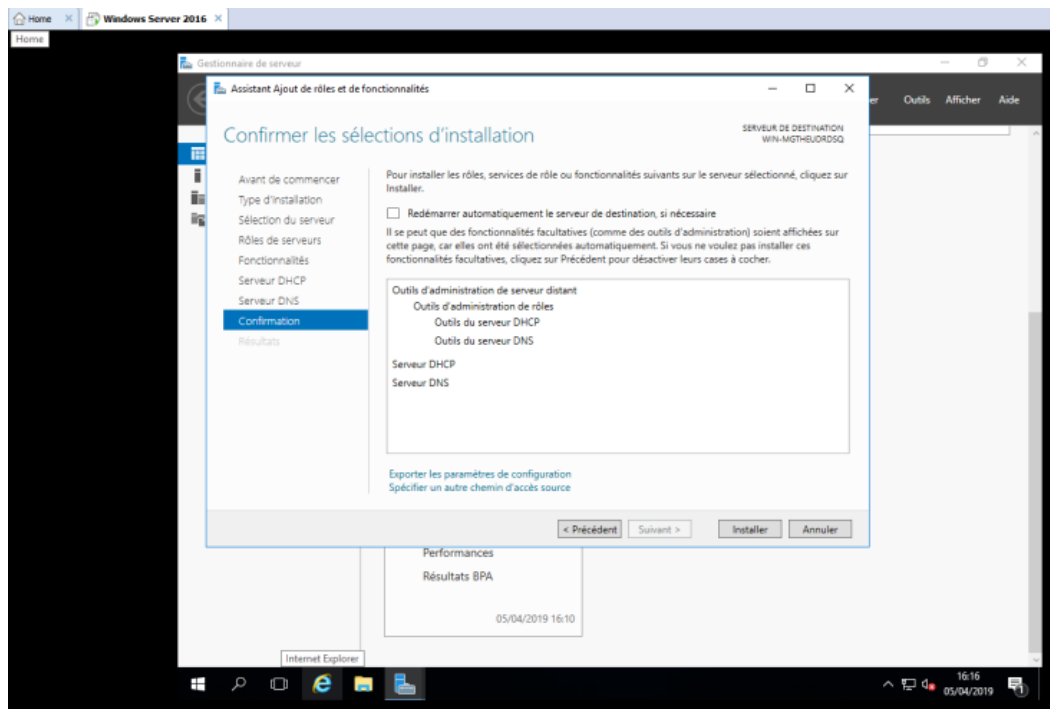 Home
Windows Server 2016
Home
Gestionnaire de serveur
Assistant Ajout de rôles et de fonctionnalités
er Outils Afficher Aide
Confirmer les sélections d'installation
SERVEUR DE DESTINATION
WIN-MGTHEUORDSQ
Avant de commencer
Type d'installation
Sélection du serveur
Rôles de serveurs
Fonctionnalités
Serveur DHCP
Serveur DNS
Confirmation
Résultats
Pour installer les rôles, services de rôle ou fonctionnalités suivants sur le serveur sélectionné, cliquez sur
Installer.
Redémarrer automatiquement le serveur de destination, si nécessaire
Il se peut que des fonctionnalités facultatives (comme des outils d'administration) soient affichées sur
cette page, car elles ont été sélectionnées automatiquement. Si vous ne voulez pas installer ces
fonctionnalités facultatives, cliquez sur Précédent pour désactiver leurs cases à cocher.
Outils d'administration de serveur distant
Outils d'administration de rôles
Outils du serveur DHCP
Outils du serveur DNS
Serveur DHCP
Serveur DNS
Exporter les paramètres de configuration
Spécifier un autre chemin d'accès source
< Précédent Suivant > Installer Annuler
Performances
Résultats BPA
05/04/2019 16:10
Internet Explorer
16:16
05/04/2019